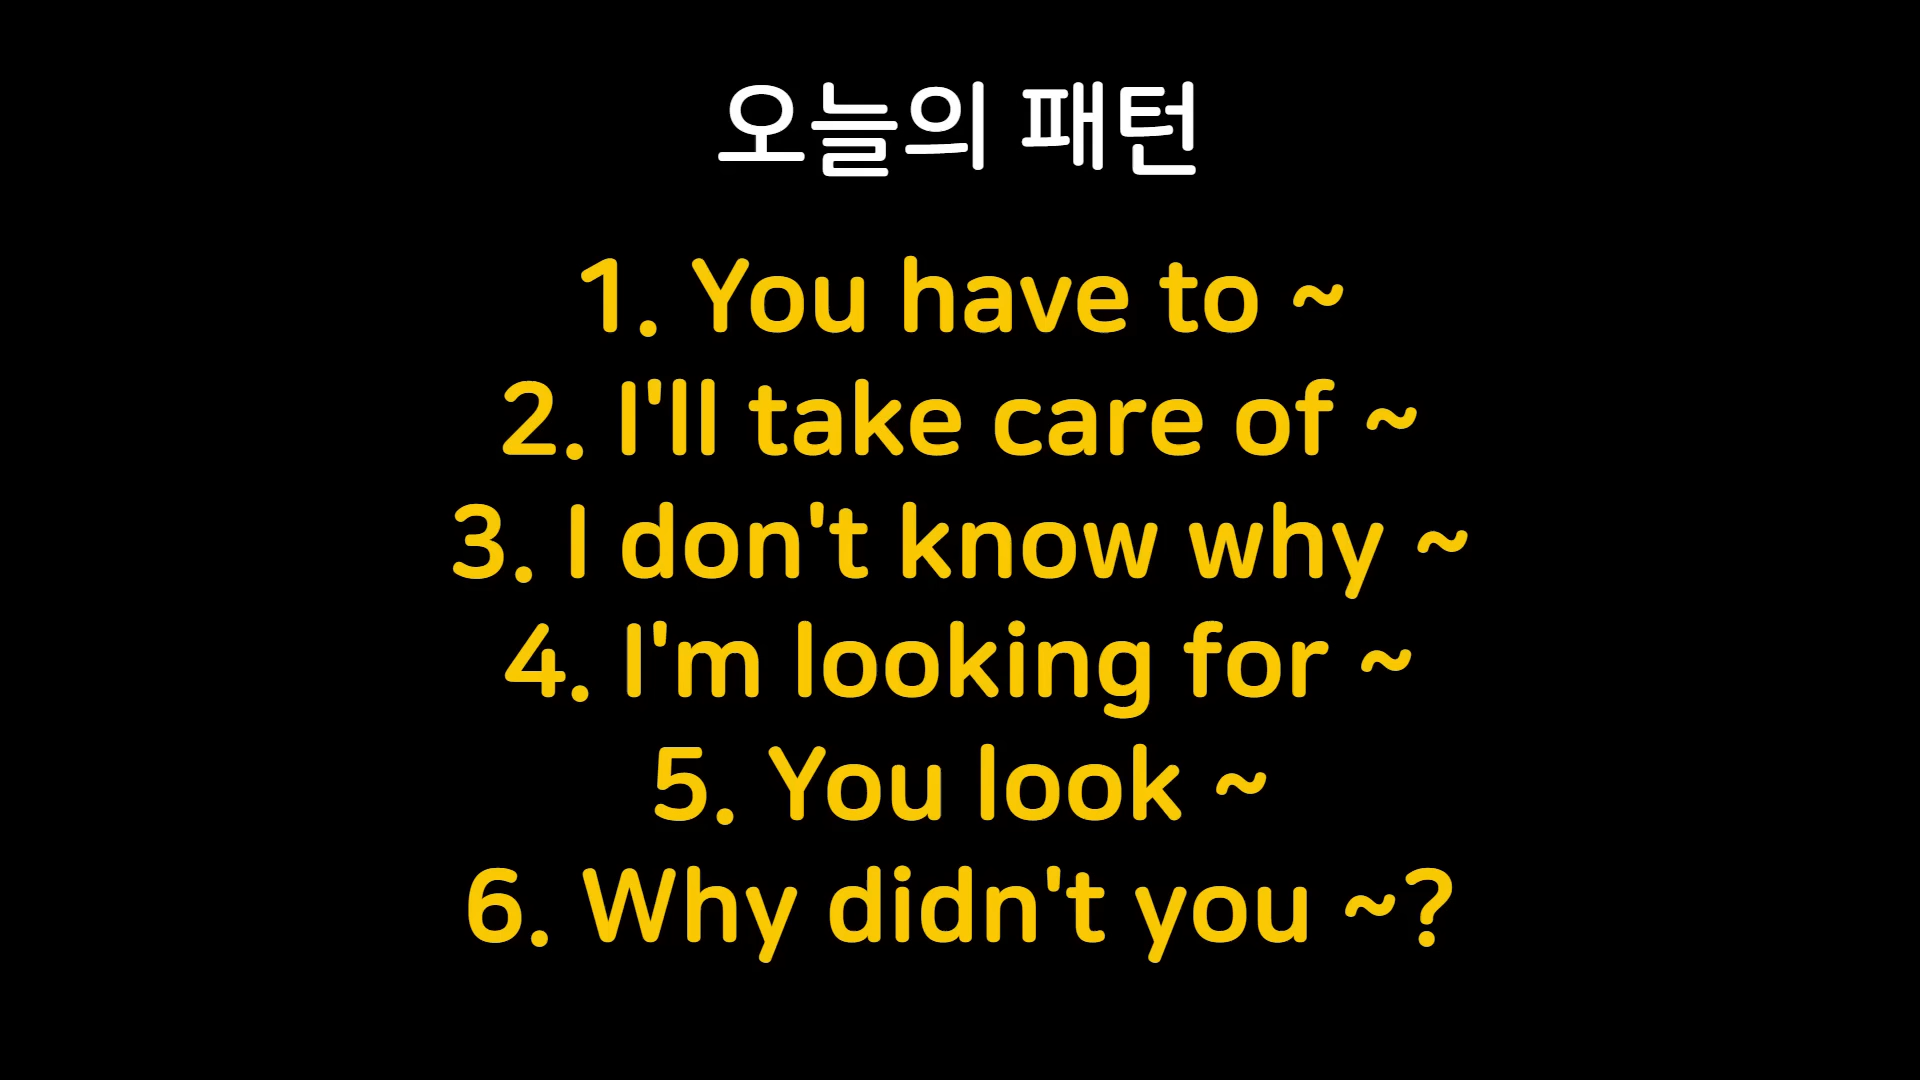 오늘의 패턴
1. You have to ~
2. I'll take care of ~
3. I don't know why ~
4. I'm looking for ~
5. You look ~
6. Why didn't you ~?